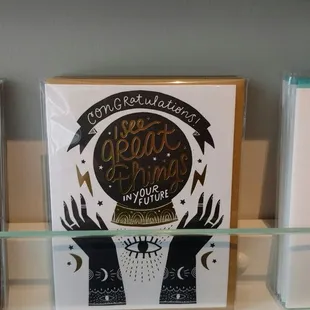 CONGRatulations!
I see
great
things
IN YOUR
FUTURE